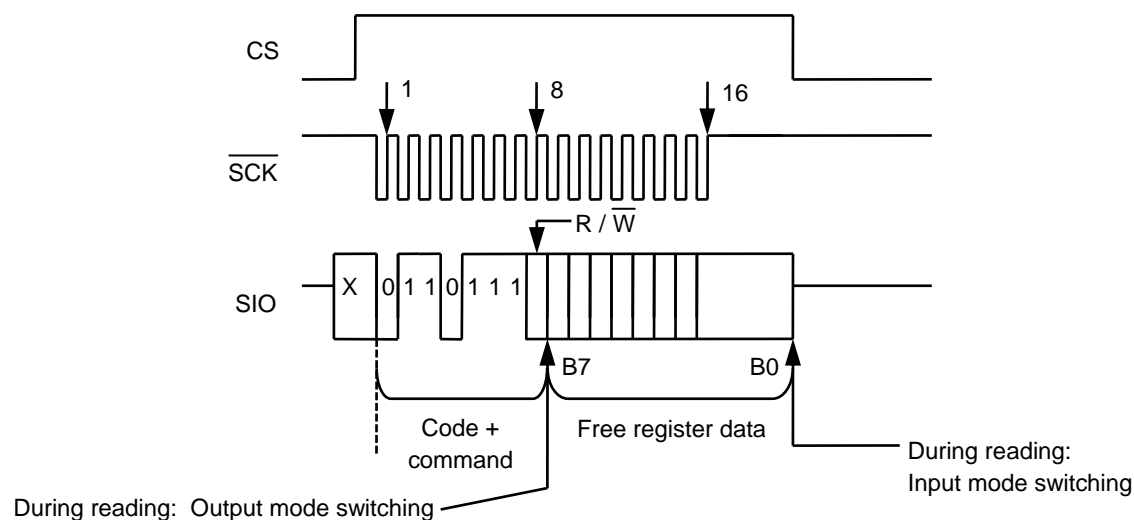 CS
1 8 16
SCK
R / W
SIO X 0 1 1 0 1 1 1
B7 B0
Code +
command
Free register data
During reading:
Input mode switching
During reading: Output mode switching